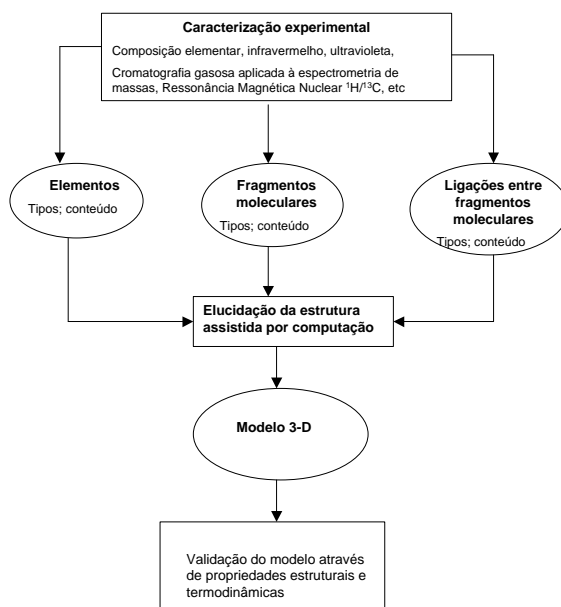 Caracterização experimental
Composição elementar, infravermelho, ultravioleta,
Cromatografia gasosa aplicada à espectrometria de
massas, Ressonância Magnética Nuclear ¹H/¹³C, etc
Elementos
Tipos; conteúdo
Fragmentos
moleculares
Tipos; conteúdo
Ligações entre
fragmentos
moleculares
Tipos; conteúdo
Elucidação da estrutura
assistida por computação
Modelo 3-D
Validação do modelo através
de propriedades estruturais e
termodinâmicas